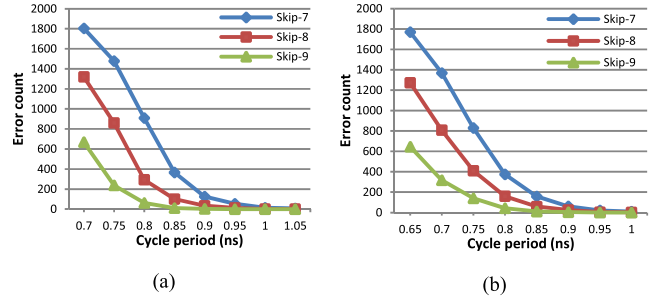 2000
1800
1600
1400
1200
1000
800
600
400
200
0
Error count
Skip-7
Skip-8
Skip-9
0.7 0.75 0.8 0.85 0.9 0.95 1 1.05
Cycle period (ns)
(a)
2000
1800
1600
1400
1200
1000
800
600
400
200
0
Error count
Skip-7
Skip-8
Skip-9
0.65 0.7 0.75 0.8 0.85 0.9 0.95 1
Cycle period (ns)
(b)